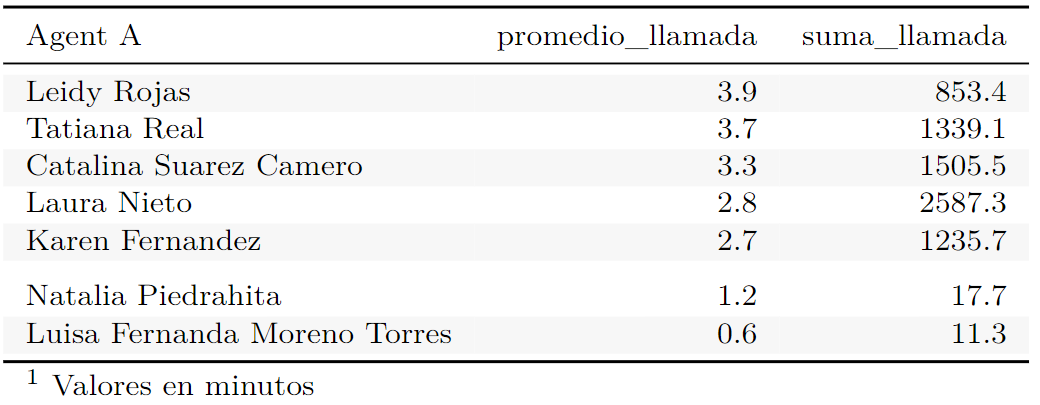 Agent A promedio_llamada suma_llamada
Leidy Rojas 3.9 853.4
Tatiana Real 3.7 1339.1
Catalina Suarez Camero 3.3 1505.5
Laura Nieto 2.8 2587.3
Karen Fernandez 2.7 1235.7
Natalia Piedrahita 1.2 17.7
Luisa Fernanda Moreno Torres 0.6 11.3
1 Valores en minutos